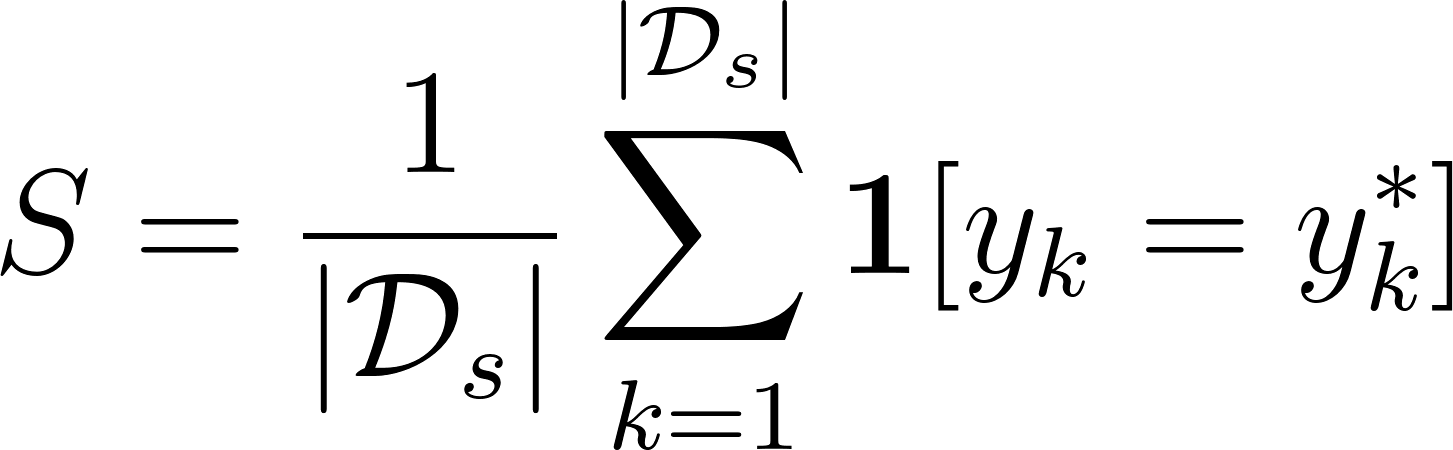 S = \frac{1}{|\mathcal{D}_s|} \sum_{k=1}^{|\mathcal{D}_s|} \mathbf{1}[y_k = y_k^*]